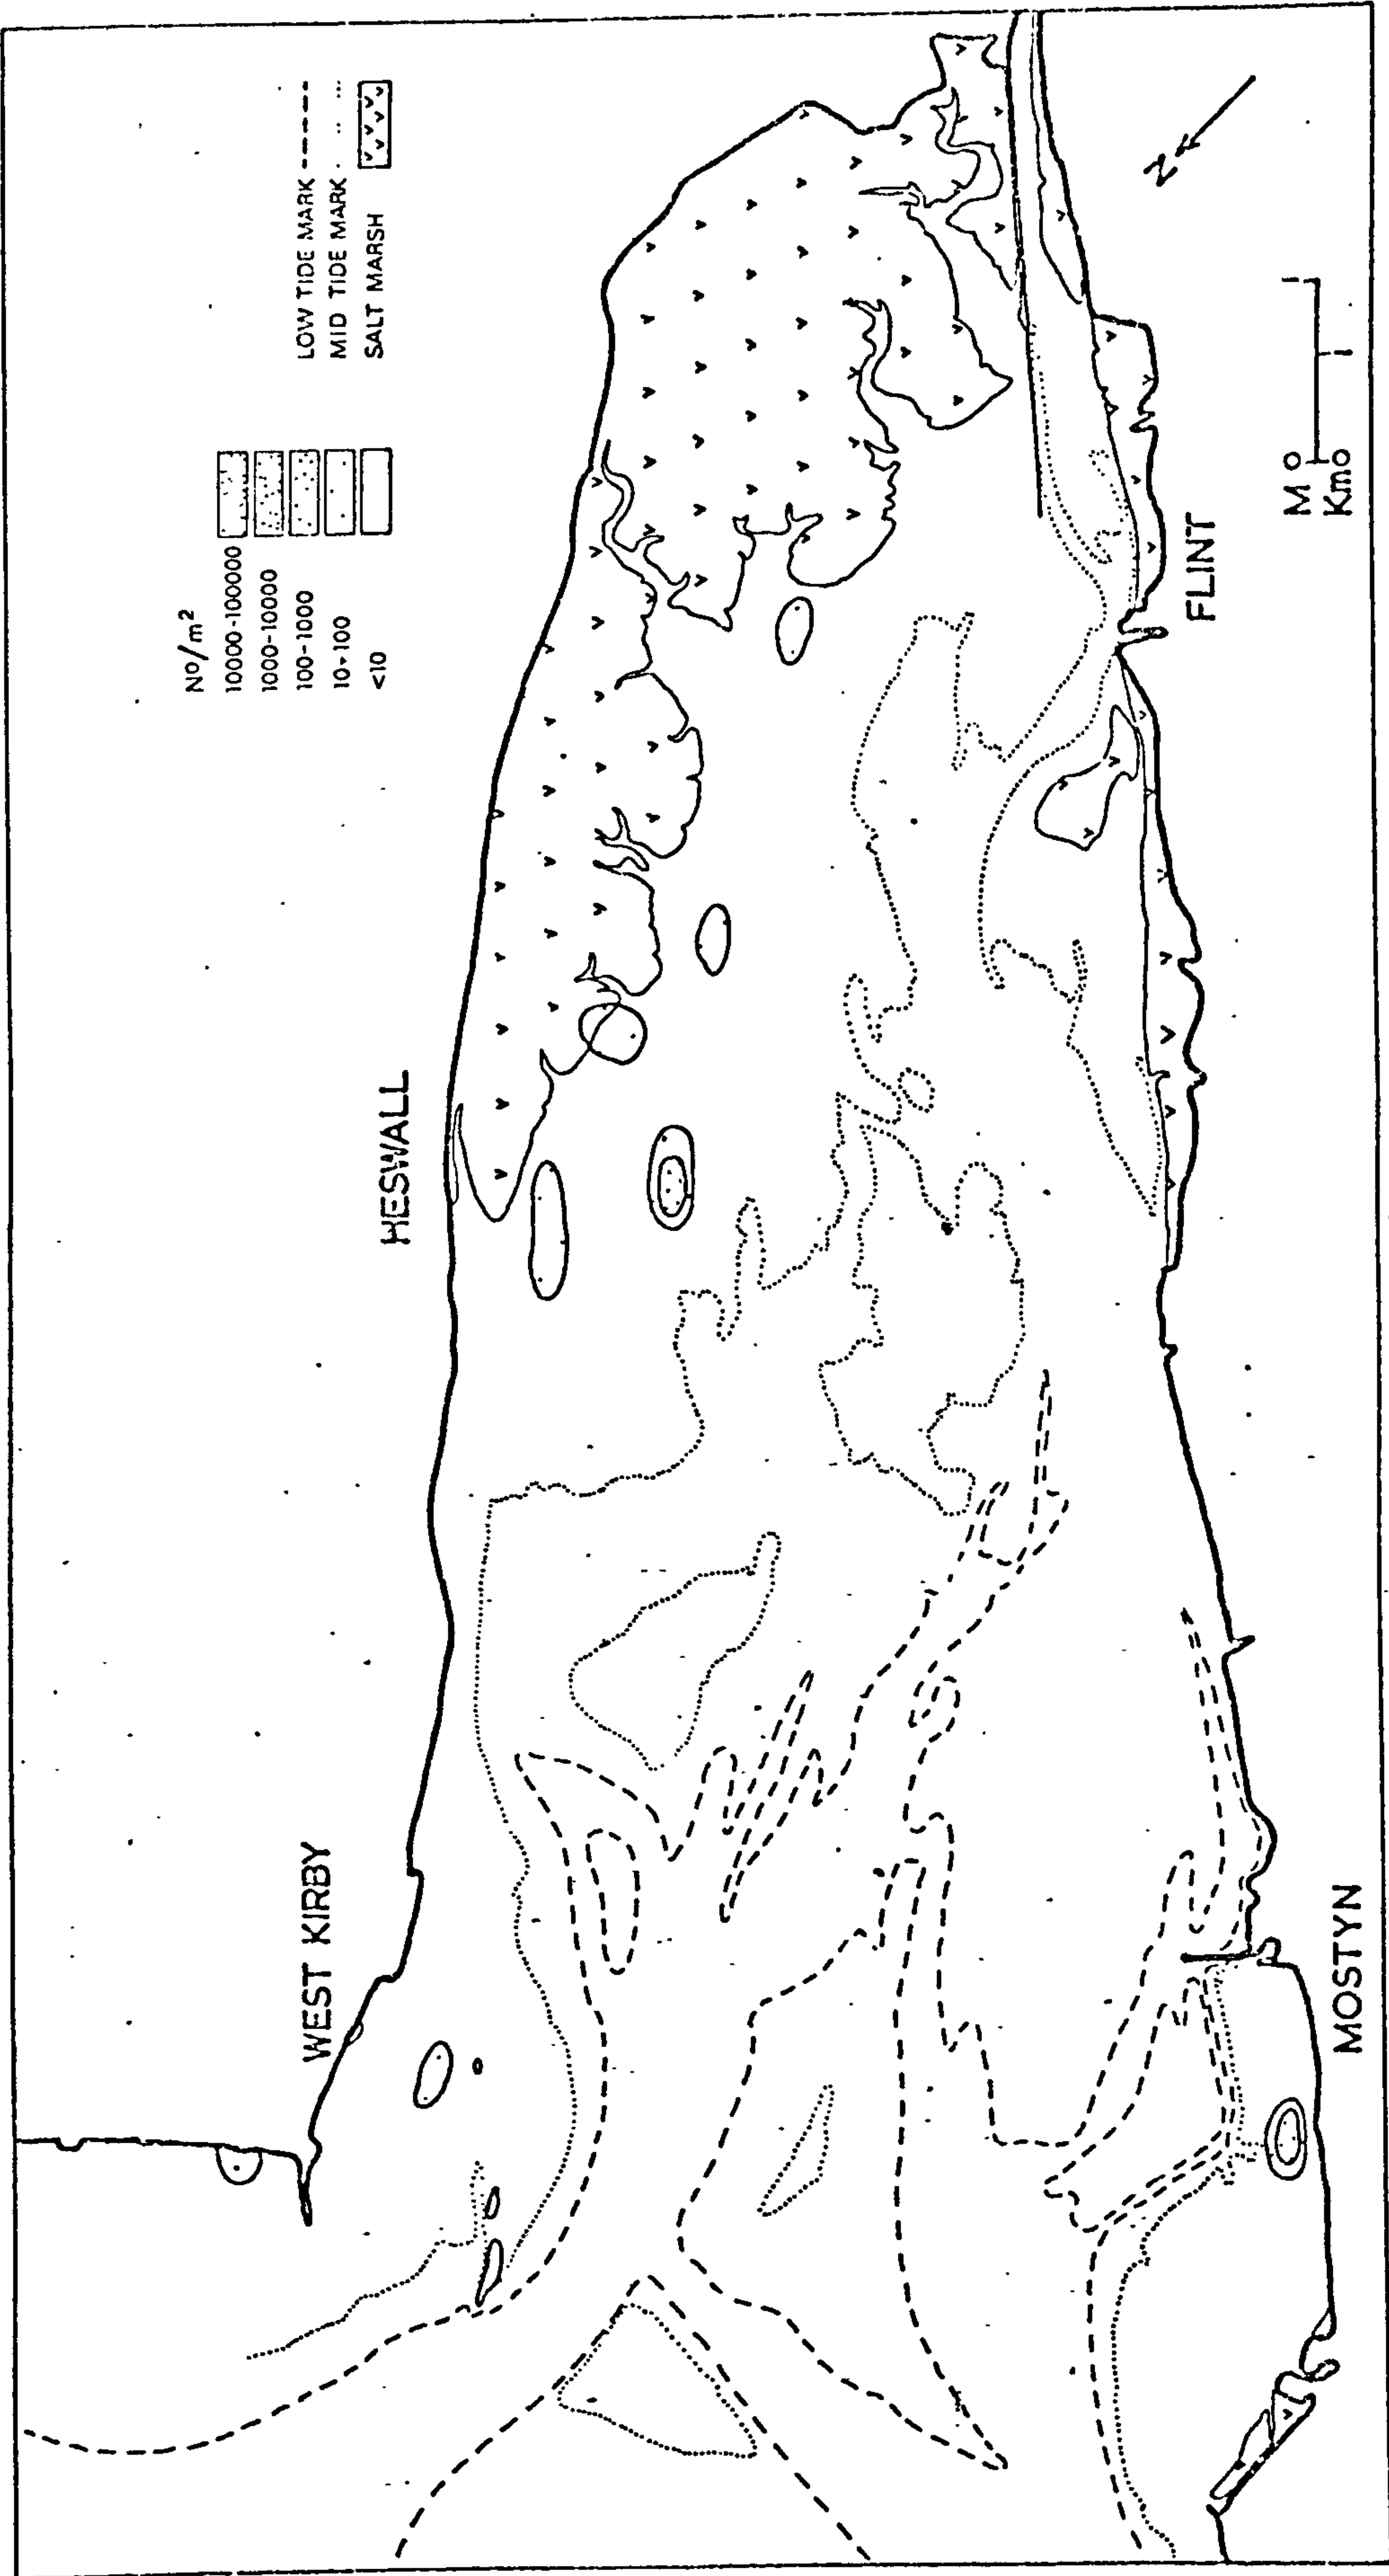 Nº/m²
10000-100000
1000-10000
100-1000
10-100
<10
LOW TIDE MARK
MID TIDE MARK
SALT MARSH
WEST KIRBY
HESWALL
FLINT
MOSTYN
N
M 0 1
Km 0 1